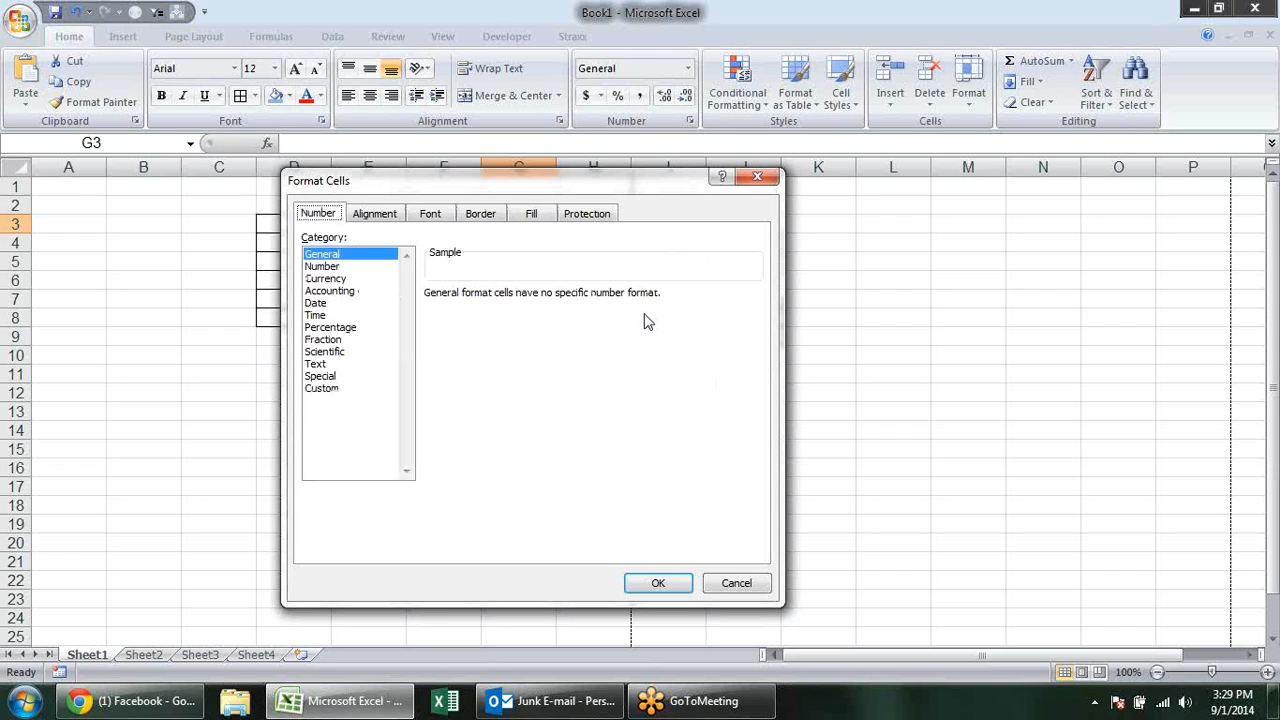 Book1 - Microsoft Excel
Home Insert Page Layout Formulas Data Review View Developer Straxx
Paste
Cut
Copy
Format Painter
Clipboard
Arial 12
B I U
Font
Wrap Text
Merge & Center
Alignment
General
$ % ,
Number
Conditional Formatting
Format as Table
Cell Styles
Styles
Insert Delete Format
Cells
AutoSum
Fill
Clear
Sort & Filter
Find & Select
Editing
G3
fx
A B C D E F G H I J K L M N O P
1
2
3
4
5
6
7
8
9
10
11
12
13
14
15
16
17
18
19
20
21
22
23
24
25
Format Cells
Number Alignment Font Border Fill Protection
Category:
General
Number
Currency
Accounting
Date
Time
Percentage
Fraction
Scientific
Text
Special
Custom
Sample
General format cells have no specific number format.
OK Cancel
Sheet1 Sheet2 Sheet3 Sheet4
Ready
100%
(1) Facebook - Go...
Microsoft Excel - ...
Junk E-mail - Pers...
GoToMeeting
3:29 PM
9/1/2014